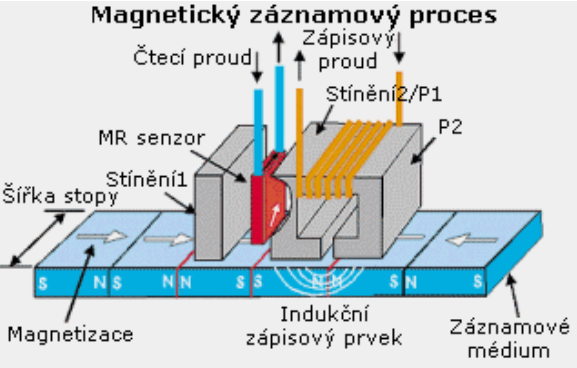 Magnetický záznamový proces
Čtecí proud
Zápisový
proud
Stínění2/P1
P2
MR senzor
Stínění1
Šířka stopy
S N S N N S S N N S N S
Magnetizace
Indukční
zápisový prvek
Záznamové
médium